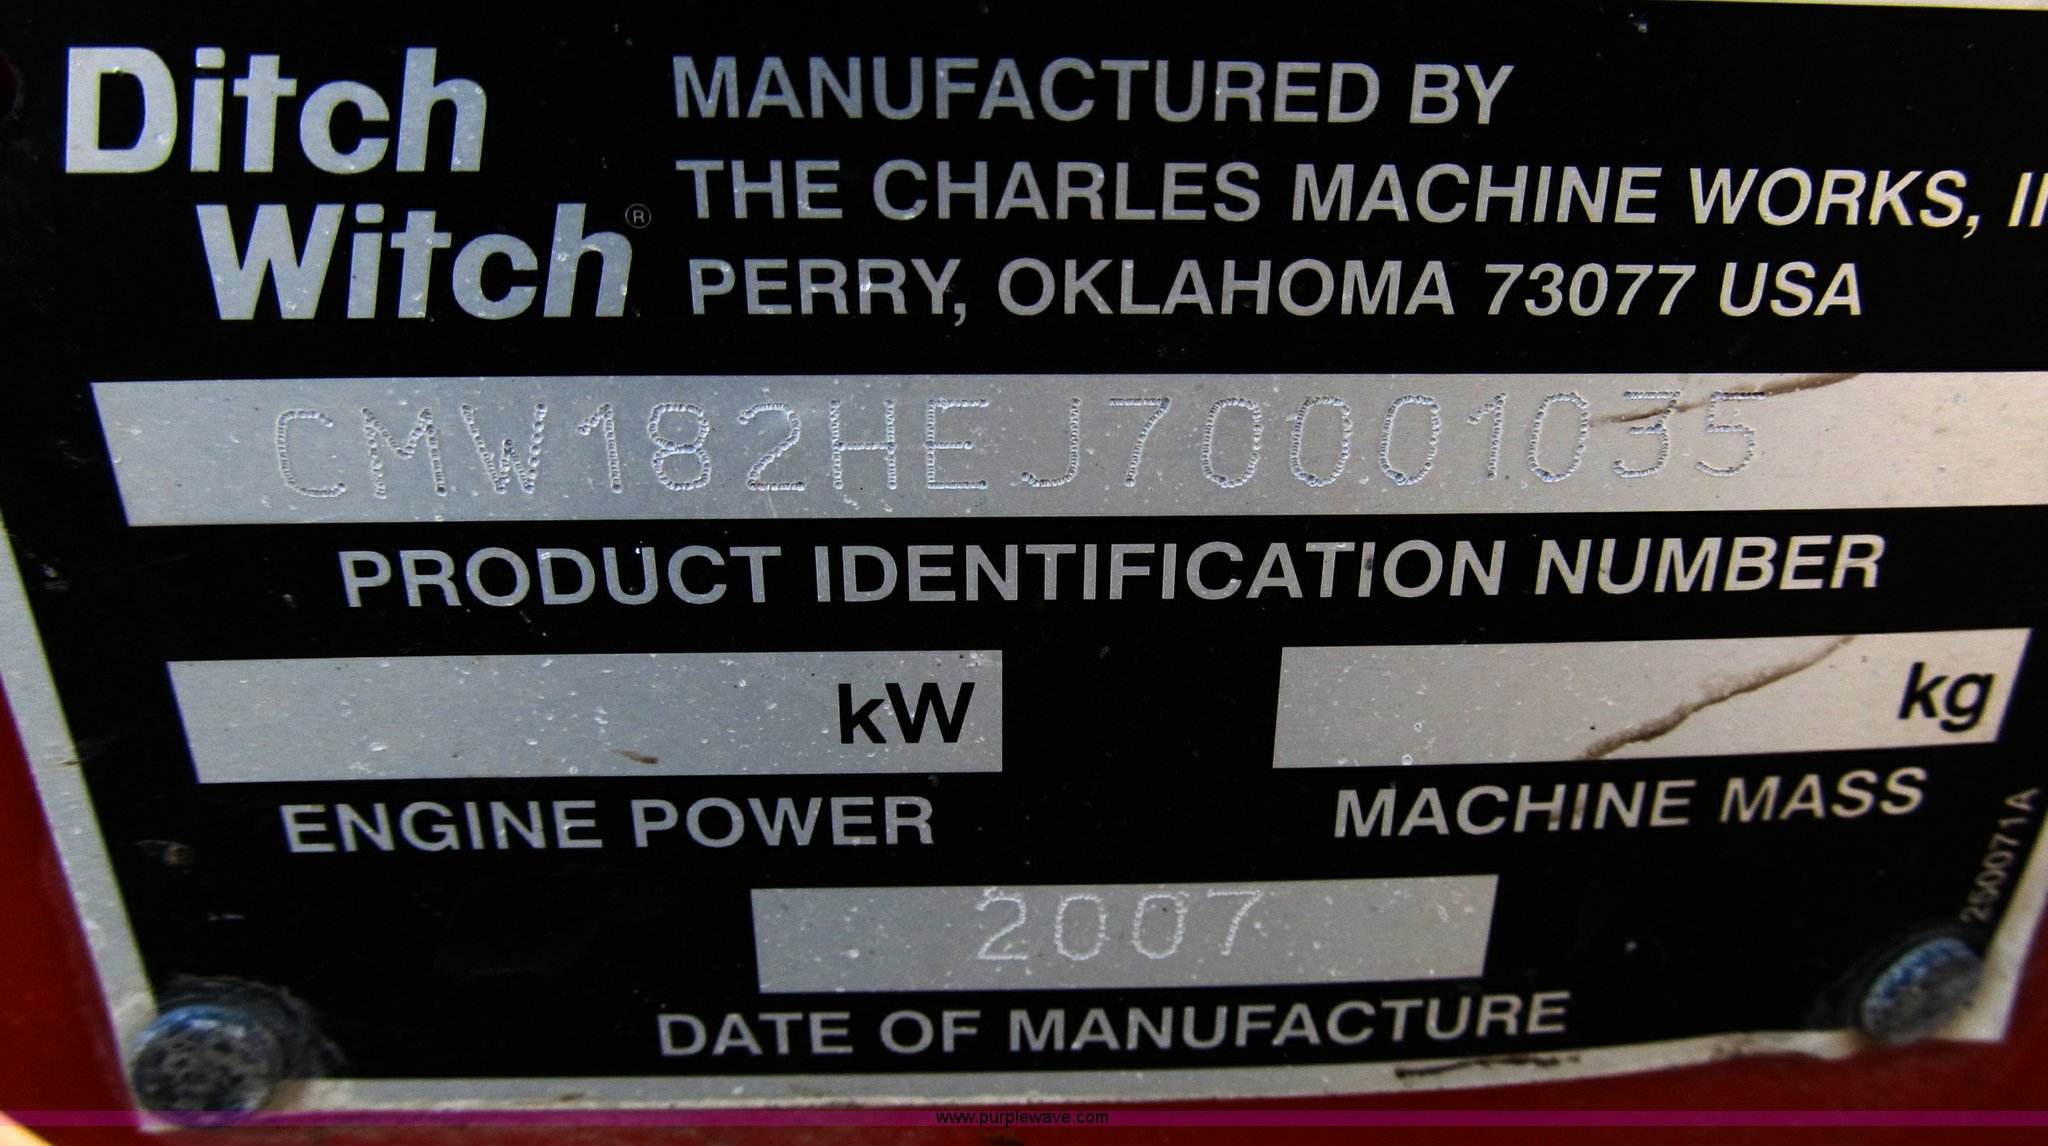 Ditch
Witch®
MANUFACTURED BY
THE CHARLES MACHINE WORKS,
PERRY, OKLAHOMA 73077 USA
CMW182HEJ70001035
PRODUCT IDENTIFICATION NUMBER
kW
kg
ENGINE POWER
MACHINE MASS
250071A
2007
DATE OF MANUFACTURE
www.purplewave.com